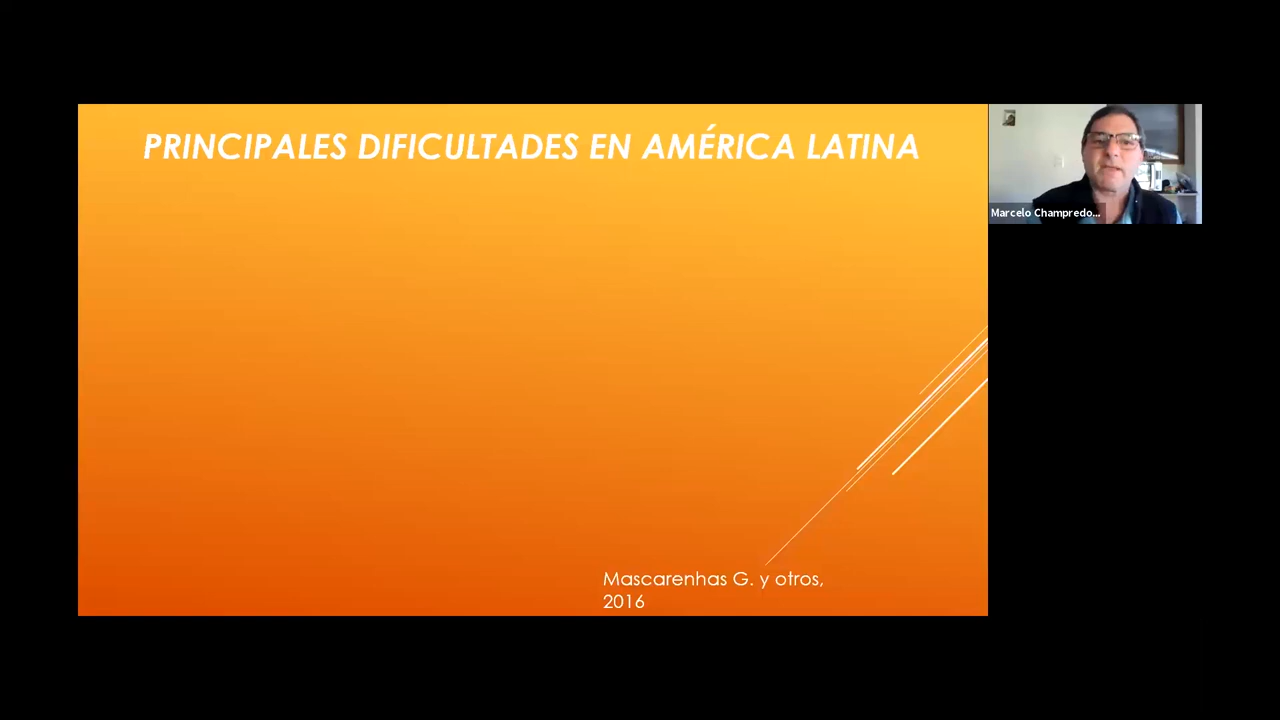 PRINCIPALES DIFICULTADES EN AMÉRICA LATINA
Marcelo Champredo...
Mascarenhas G. y otros,
2016